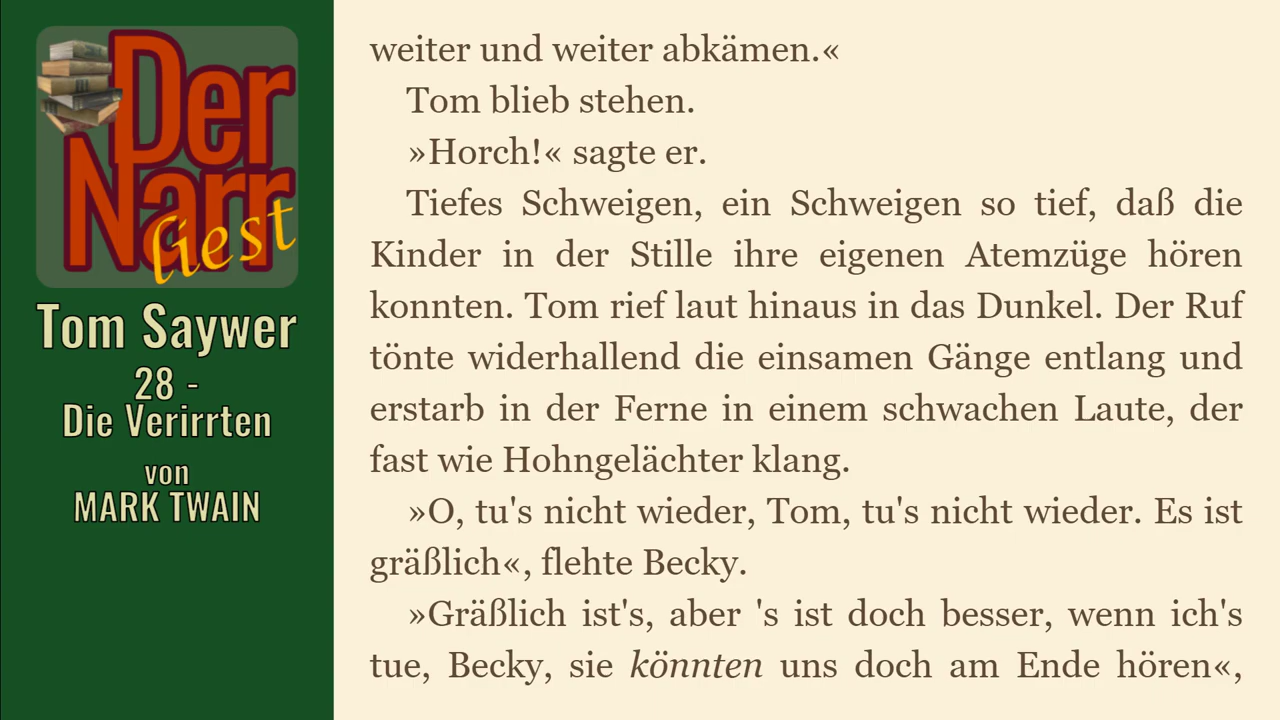 Der
Narr
liest
Tom Saywer
28 -
Die Verirrten
von
MARK TWAIN
weiter und weiter abkämen.«
Tom blieb stehen.
»Horch!« sagte er.
Tiefes Schweigen, ein Schweigen so tief, daß die
Kinder in der Stille ihre eigenen Atemzüge hören
konnten. Tom rief laut hinaus in das Dunkel. Der Ruf
tönte widerhallend die einsamen Gänge entlang und
erstarb in der Ferne in einem schwachen Laute, der
fast wie Hohngelächter klang.
»O, tu's nicht wieder, Tom, tu's nicht wieder. Es ist
gräßlich«, flehte Becky.
»Gräßlich ist's, aber 's ist doch besser, wenn ich's
tue, Becky, sie könnten uns doch am Ende hören«,